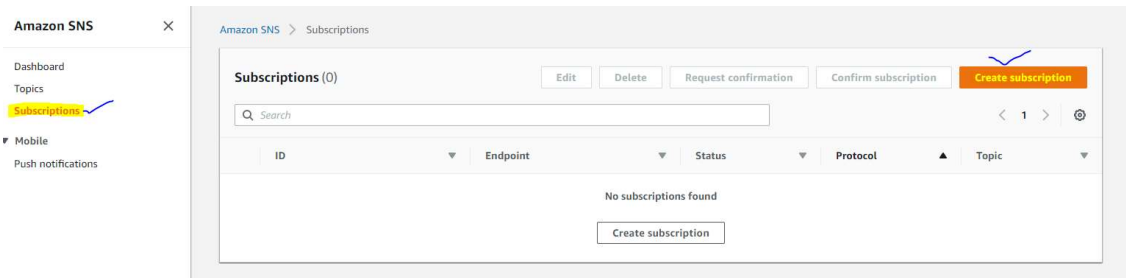 Amazon SNS
Dashboard
Topics
Subscriptions
Mobile
Push notifications
Amazon SNS > Subscriptions
Subscriptions (0)
Edit Delete Request confirmation Confirm subscription Create subscription
Search
1
ID Endpoint Status Protocol Topic
No subscriptions found
Create subscription